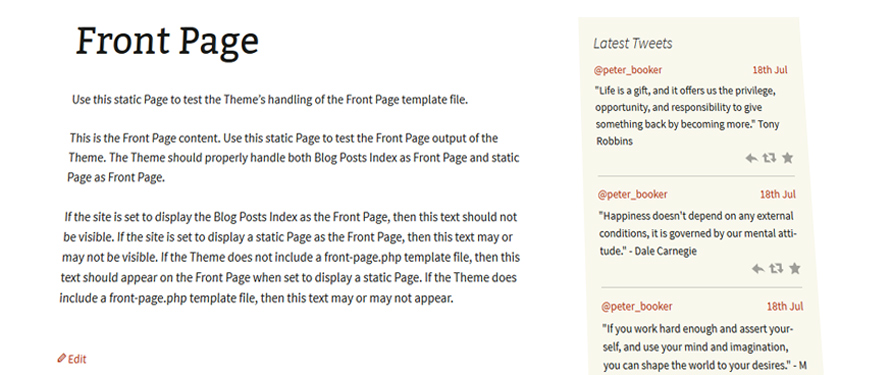 Front Page
Use this static Page to test the Theme's handling of the Front Page template file.
This is the Front Page content. Use this static Page to test the Front Page output of the
Theme. The Theme should properly handle both Blog Posts Index as Front Page and static
Page as Front Page.
If the site is set to display the Blog Posts Index as the Front Page, then this text should not
be visible. If the site is set to display a static Page as the Front Page, then this text may or
may not be visible. If the Theme does not include a front-page.php template file, then this
text should appear on the Front Page when set to display a static Page. If the Theme does
include a front-page.php template file, then this text may or may not appear.
Edit
Latest Tweets
@peter_booker 18th Jul
"Life is a gift, and it offers us the privilege,
opportunity, and responsibility to give
something back by becoming more." Tony
Robbins
@peter_booker 18th Jul
"Happiness doesn't depend on any external
conditions, it is governed by our mental atti-
tude." - Dale Carnegie
@peter_booker 18th Jul
"If you work hard enough and assert your-
self, and use your mind and imagination,
you can shape the world to your desires." - M